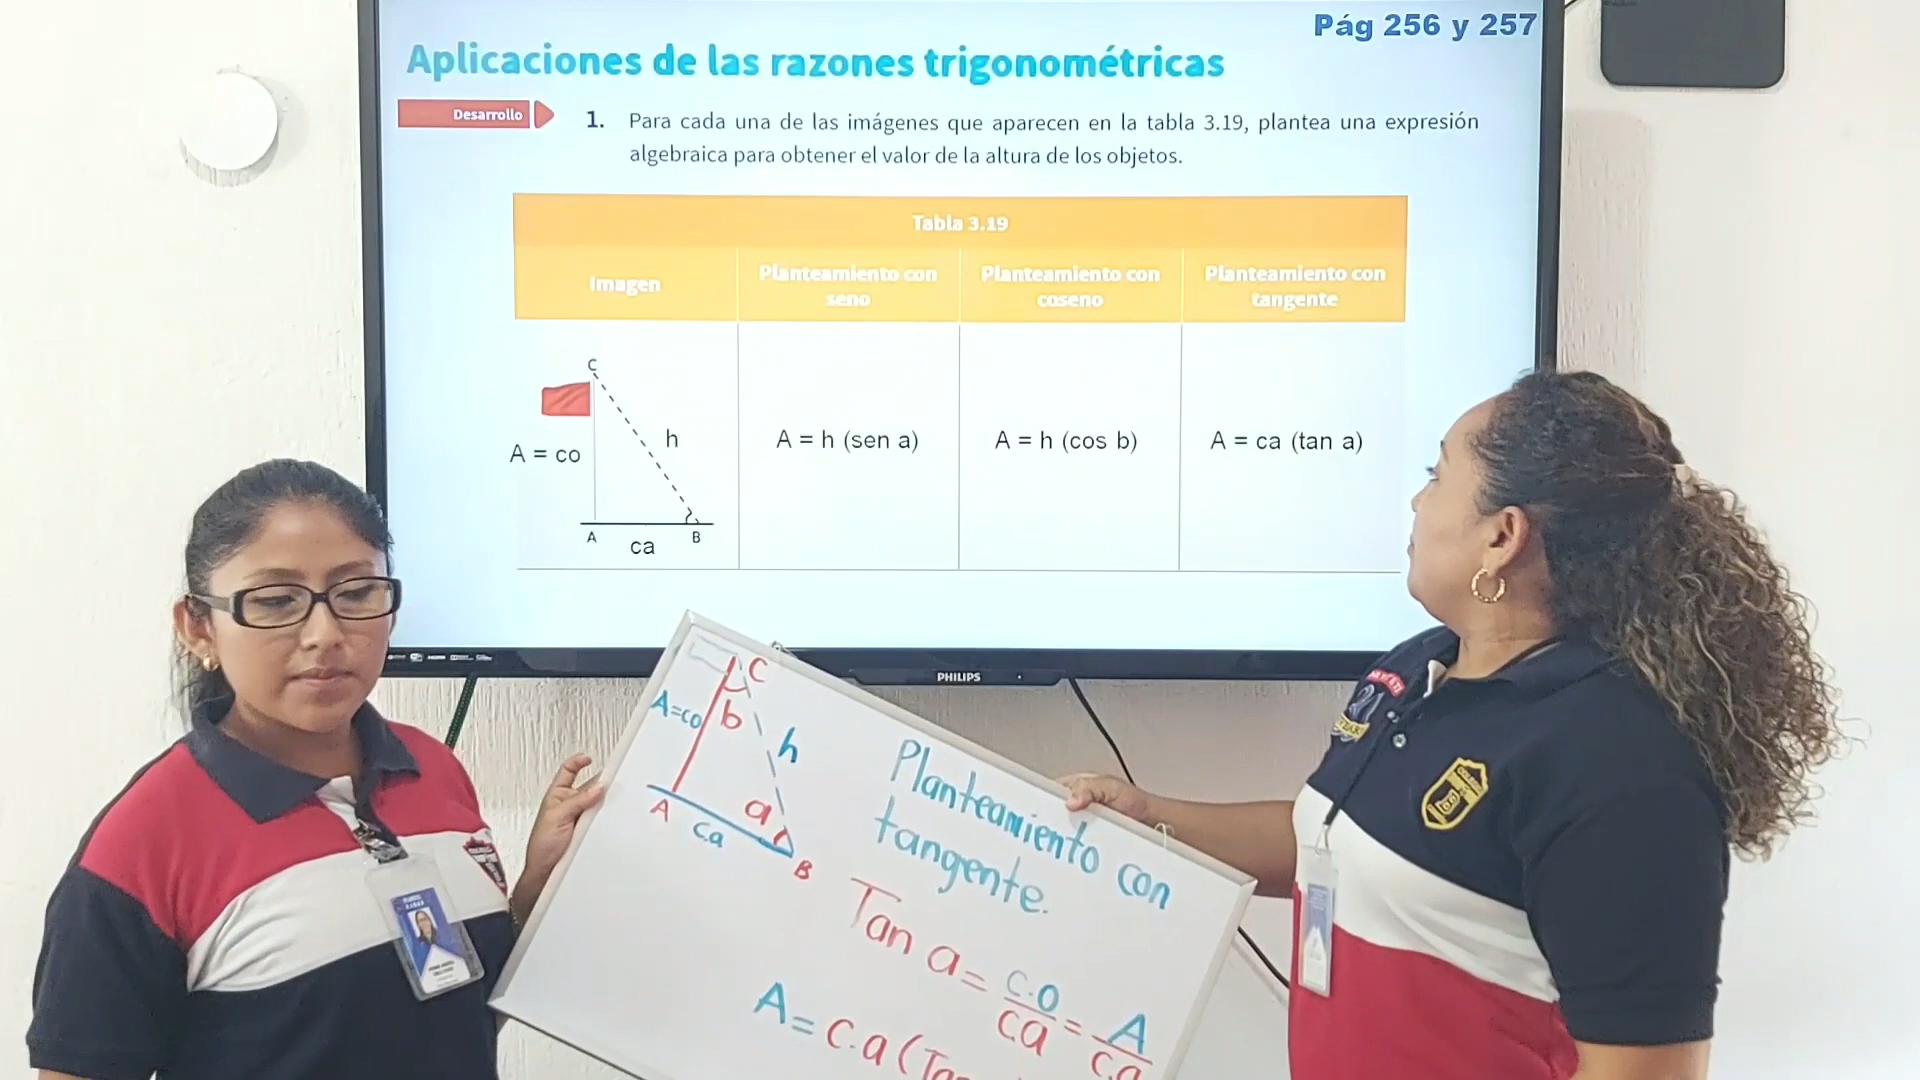 Pág 256 y 257
Aplicaciones de las razones trigonométricas
Desarrollo
1. Para cada una de las imágenes que aparecen en la tabla 3.19, plantea una expresión
algebraica para obtener el valor de la altura de los objetos.
Tabla 3.19
Imagen
Planteamiento con
seno
Planteamiento con
coseno
Planteamiento con
tangente
C
h
A = co
A
B
ca
A = h (sen a)
A = h (cos b)
A = ca (tan a)
PHILIPS
C
A=co
b
h
a
A
c.a
B
Planteamiento con
tangente.
Tan a = c.o/ca = A/c.a
A = c.a (